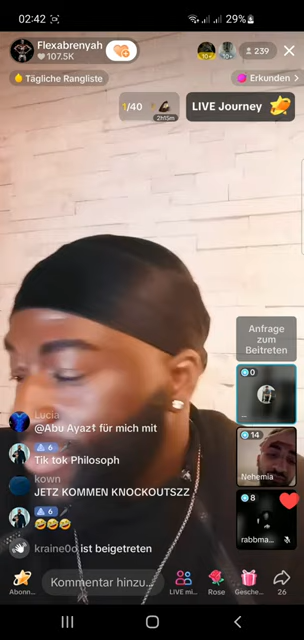 02:42
29%
Flexabrenyah
107.5K
239
Tägliche Rangliste
Erkunden >
1/40
2h15m
LIVE Journey
Anfrage
zum
Beitreten
0
14
Nehemia
8
rabbma...
Lucia
@Abu Ayaz† für mich mit
6
Tik tok Philosoph
kown
JETZ KOMMEN KNOCKOUTSZZ
6
🤣🤣🤣
kraine0d ist beigetreten
Abonn...
Kommentar hinzu...
LIVE mi...
Rose
Gesche...
26